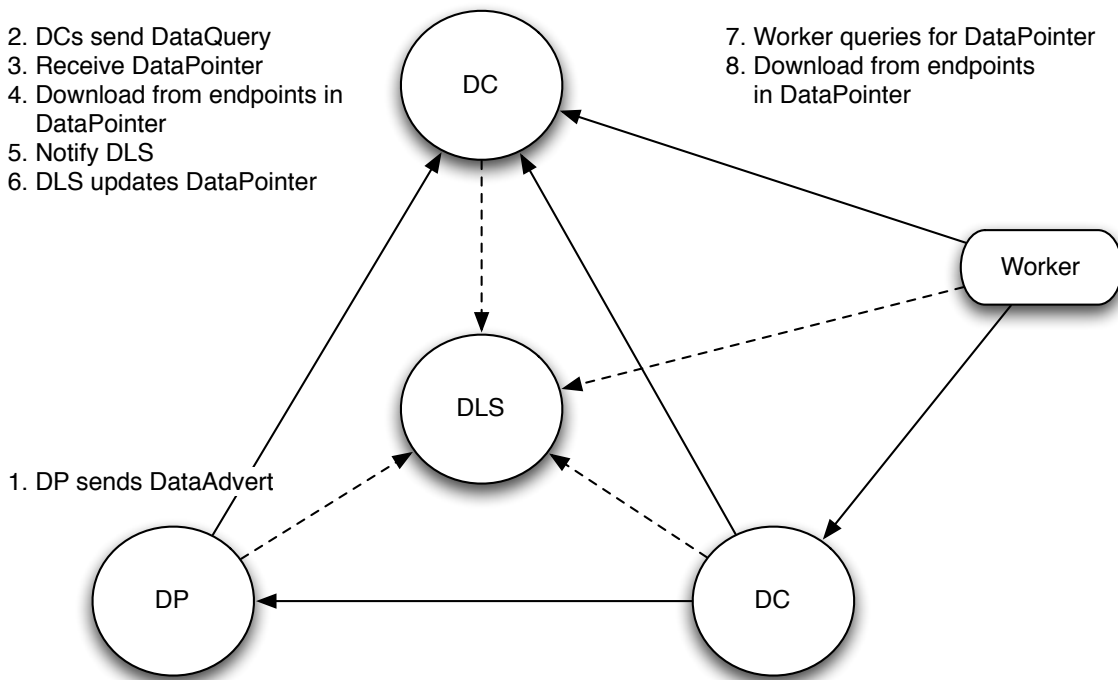 2. DCs send DataQuery
3. Receive DataPointer
4. Download from endpoints in
DataPointer
5. Notify DLS
6. DLS updates DataPointer
7. Worker queries for DataPointer
8. Download from endpoints
in DataPointer
DC
Worker
DLS
1. DP sends DataAdvert
DP
DC